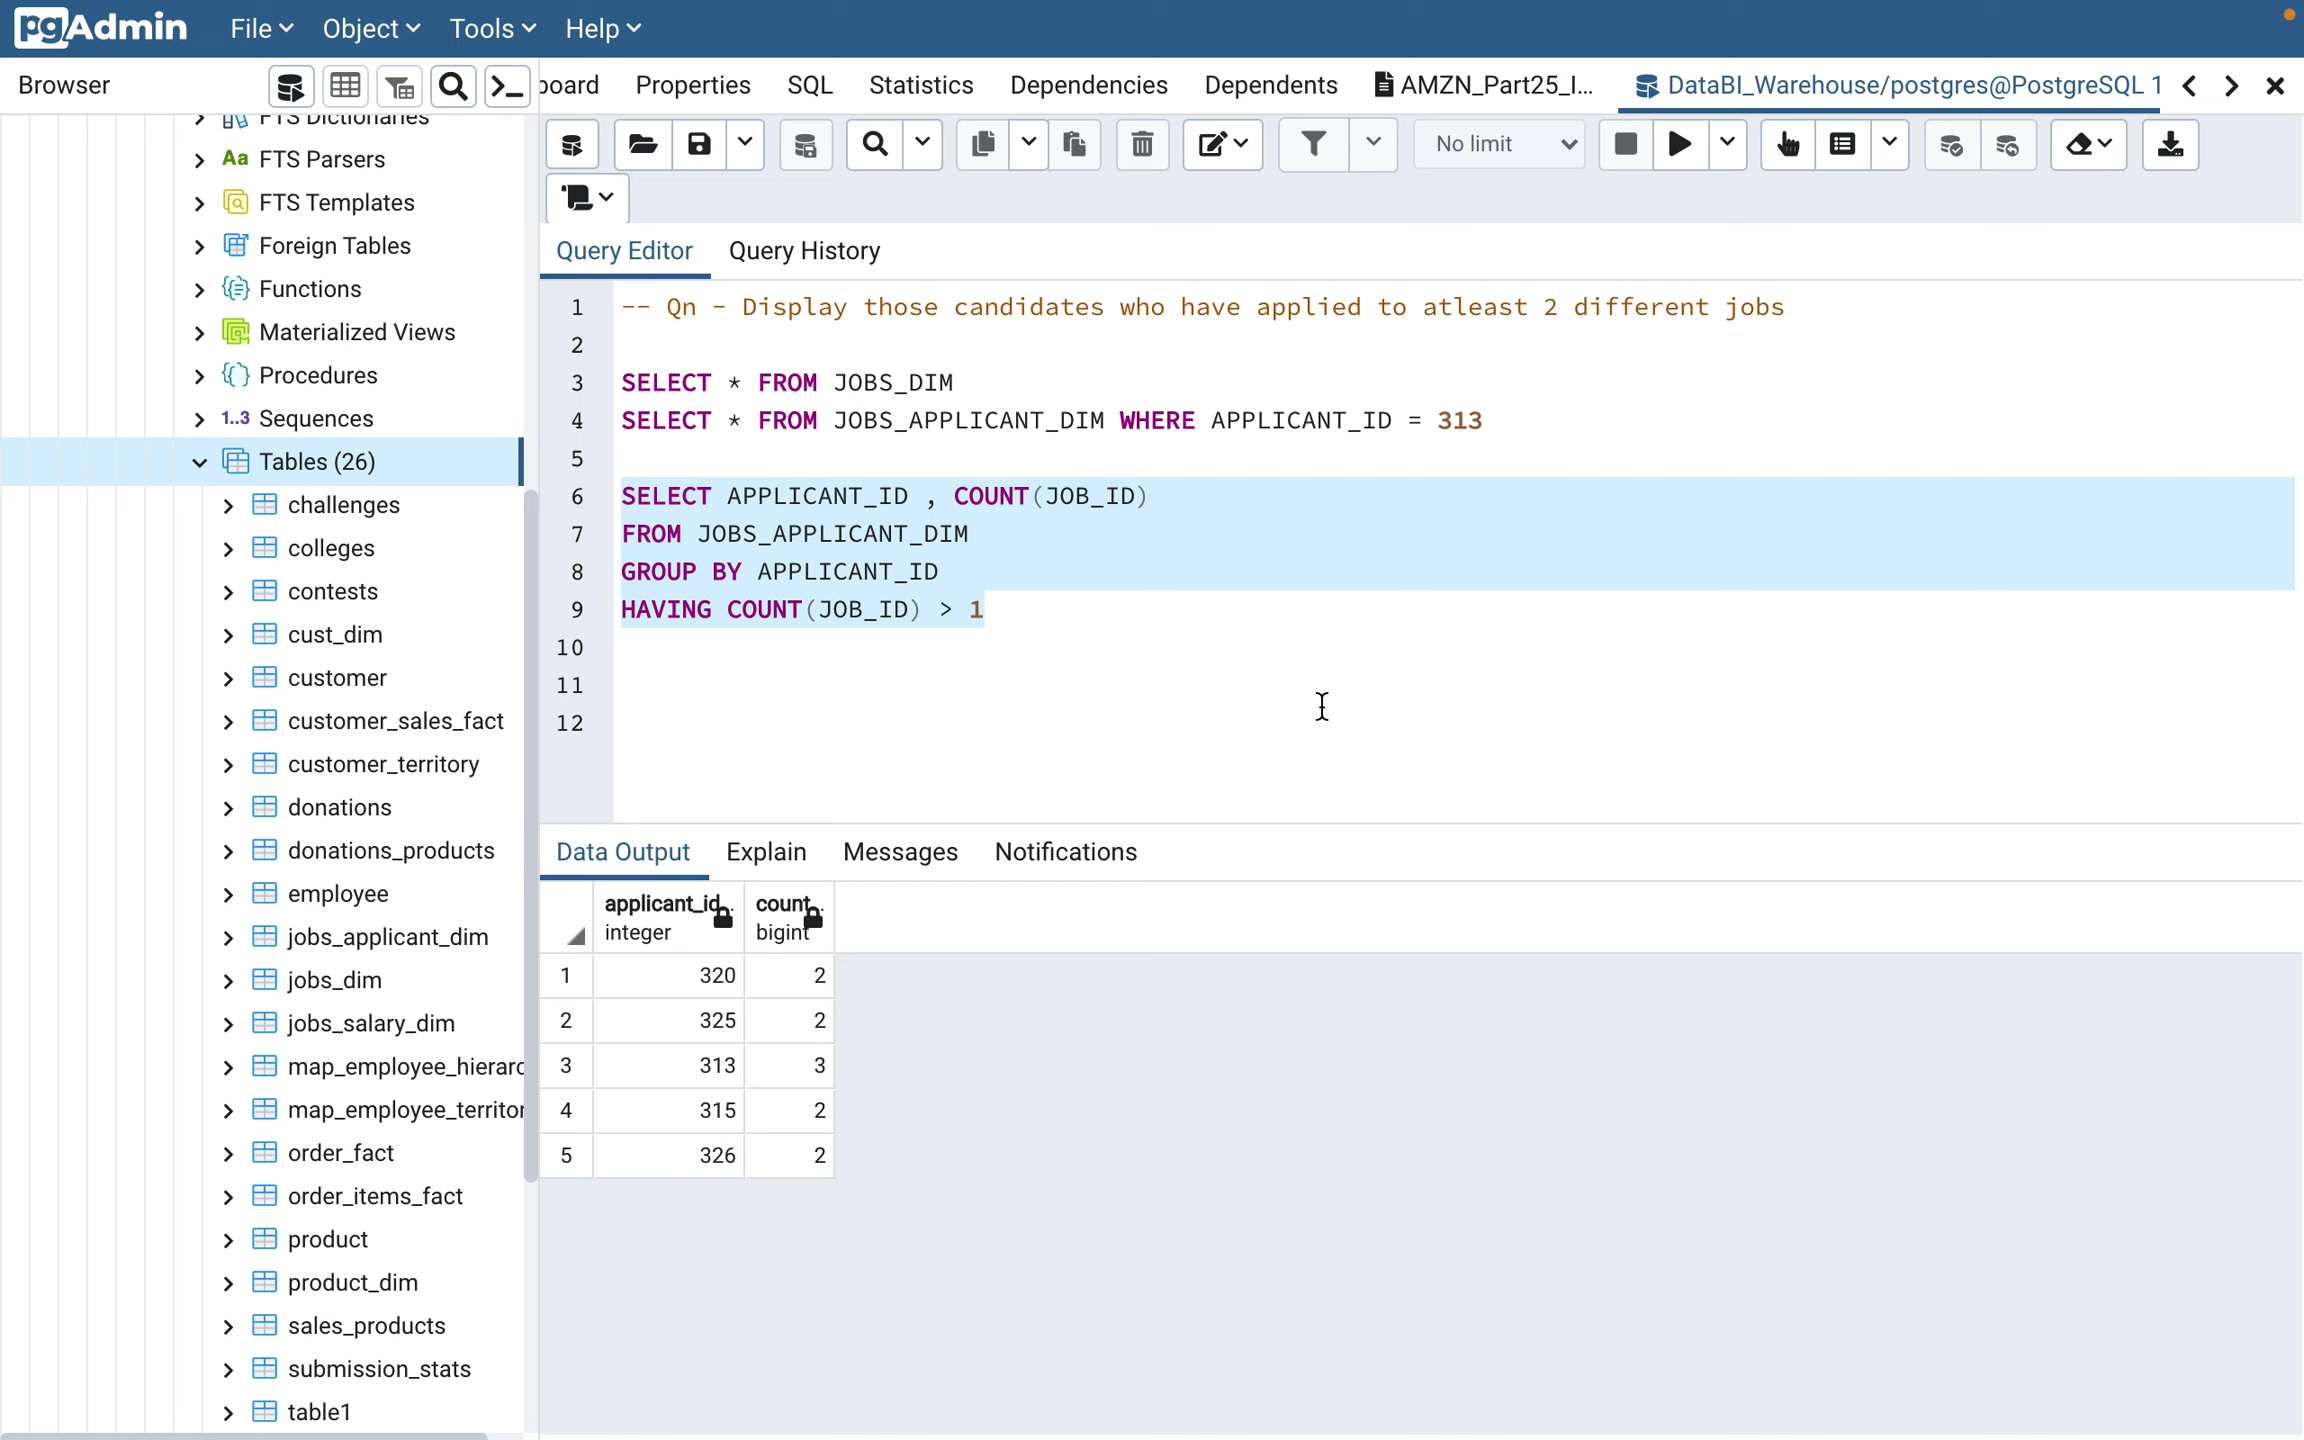 pgAdmin File Object Tools Help
Browser
board Properties SQL Statistics Dependencies Dependents AMZN_Part25_I... DataBI_Warehouse/postgres@PostgreSQL 1
No limit
FTS Dictionaries
Aa FTS Parsers
FTS Templates
Foreign Tables
Functions
Materialized Views
Procedures
1..3 Sequences
Tables (26)
challenges
colleges
contests
cust_dim
customer
customer_sales_fact
customer_territory
donations
donations_products
employee
jobs_applicant_dim
jobs_dim
jobs_salary_dim
map_employee_hierarc
map_employee_territor
order_fact
order_items_fact
product
product_dim
sales_products
submission_stats
table1
Query Editor Query History
1 -- Qn - Display those candidates who have applied to atleast 2 different jobs
2
3 SELECT * FROM JOBS_DIM
4 SELECT * FROM JOBS_APPLICANT_DIM WHERE APPLICANT_ID = 313
5
6 SELECT APPLICANT_ID , COUNT(JOB_ID)
7 FROM JOBS_APPLICANT_DIM
8 GROUP BY APPLICANT_ID
9 HAVING COUNT(JOB_ID) > 1
10
11
12
Data Output Explain Messages Notifications
applicant_id.. count..
integer bigint
1 320 2
2 325 2
3 313 3
4 315 2
5 326 2